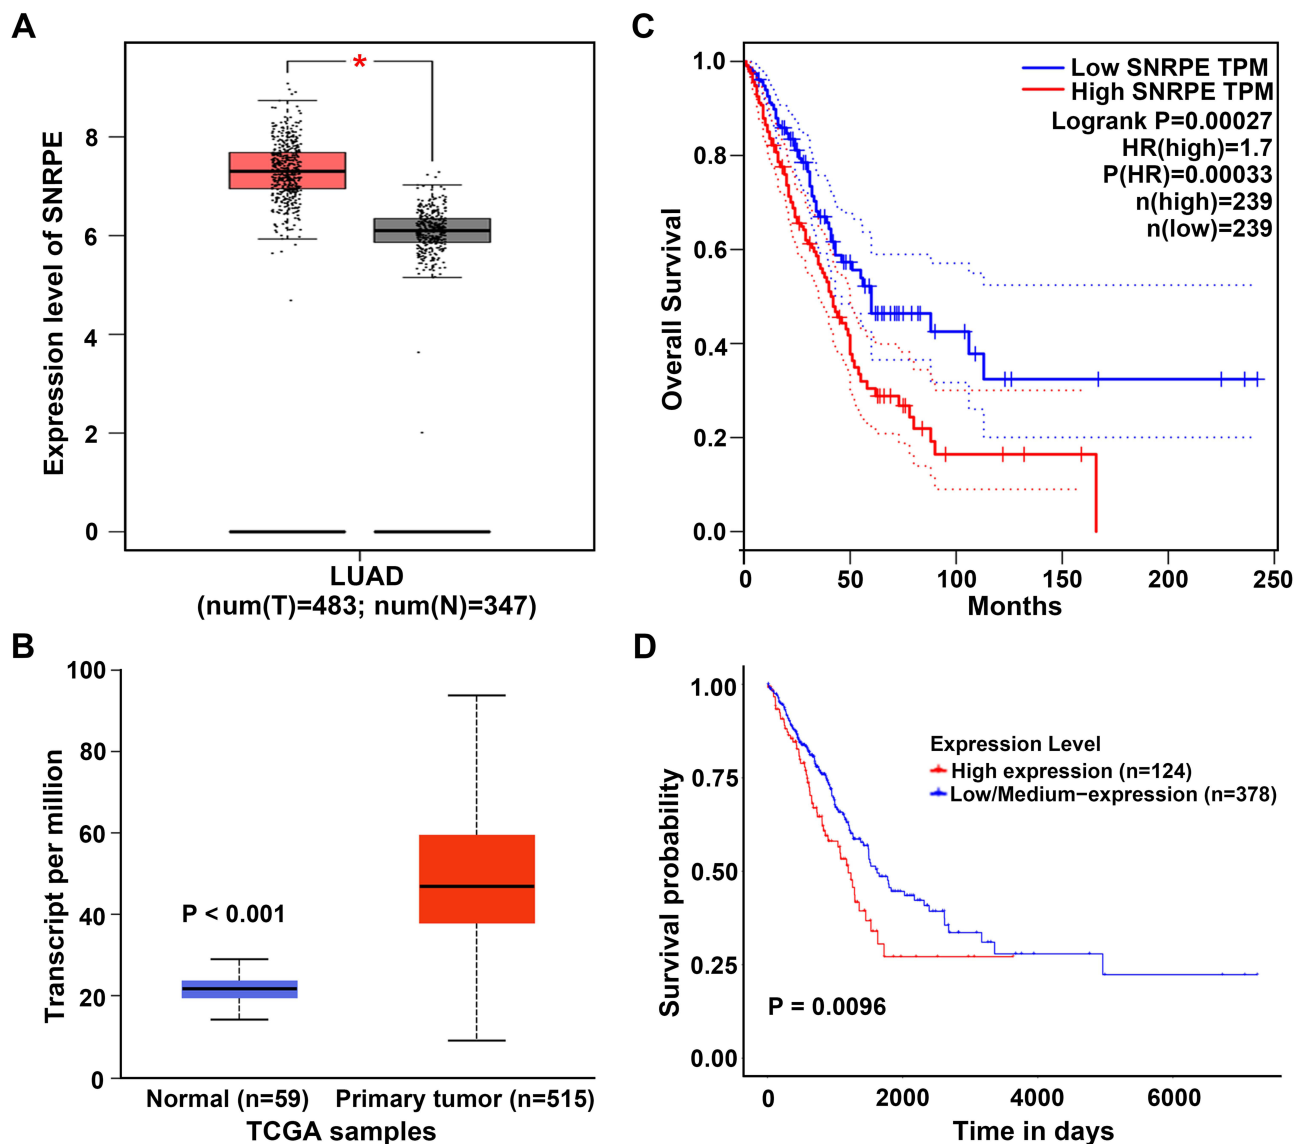 A
Expression level of SNRPE
8
6
4
2
0
*
LUAD
(num(T)=483; num(N)=347)
C
Overall Survival
1.0
0.8
0.6
0.4
0.2
0.0
Low SNRPE TPM
High SNRPE TPM
Logrank P=0.00027
HR(high)=1.7
P(HR)=0.00033
n(high)=239
n(low)=239
0 50 100 150 200 250
Months
B
Transcript per million
100
80
60
40
20
0
P < 0.001
Normal (n=59) Primary tumor (n=515)
TCGA samples
D
Survival probability
1.00
0.75
0.50
0.25
0.00
Expression Level
High expression (n=124)
Low/Medium−expression (n=378)
P = 0.0096
0 2000 4000 6000
Time in days